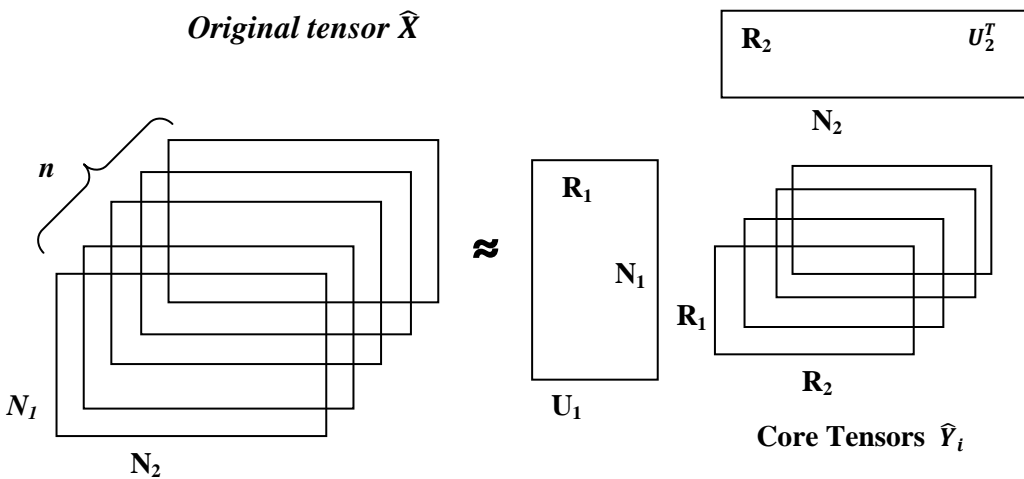 Original tensor X̂
R₂
U₂ᵀ
N₂
n
≈
R₁
N₁
R₁
N₁
R₂
U₁
N₂
Core Tensors Ŷᵢ